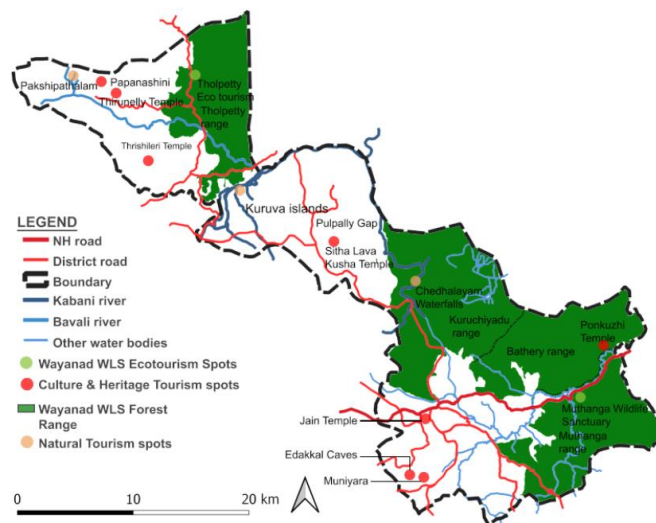 Pakshipathalam
Papanashini
Thirunelly Temple
Tholpetty
Eco tourism
Tholpetty
range
Thrishileri Temple
Kuruva islands
Pulpally Gap
Sitha Lava
Kusha Temple
Chedhalayam
Waterfalls
Kuruchiyadu
range
Bathery range
Ponkuzhi
Temple
Muthanga Wildlife
Sanctuary
Muthanga
range
Jain Temple
Edakkal Caves
Muniyara
LEGEND
NH road
District road
Boundary
Kabani river
Bavali river
Other water bodies
Wayanad WLS Ecotourism Spots
Culture & Heritage Tourism spots
Wayanad WLS Forest
Range
Natural Tourism spots
0 10 20 km